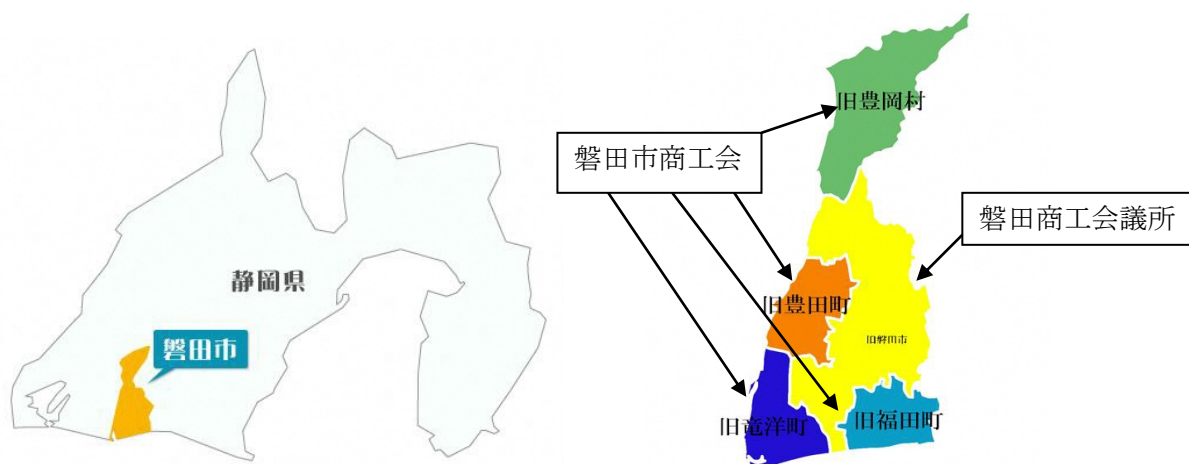 静岡県
磐田市
磐田市商工会
磐田商工会議所
旧豊岡村
旧豊田町
旧磐田市
旧竜洋町
旧福田町